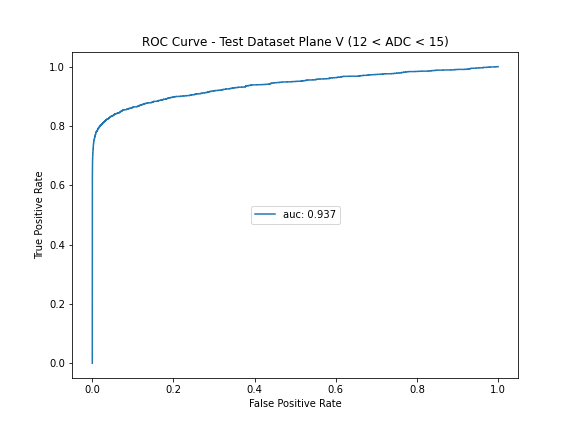 ROC Curve - Test Dataset Plane V (12 < ADC < 15)
1.0
0.8
0.6
0.4
0.2
0.0
True Positive Rate
auc: 0.937
0.0 0.2 0.4 0.6 0.8 1.0
False Positive Rate